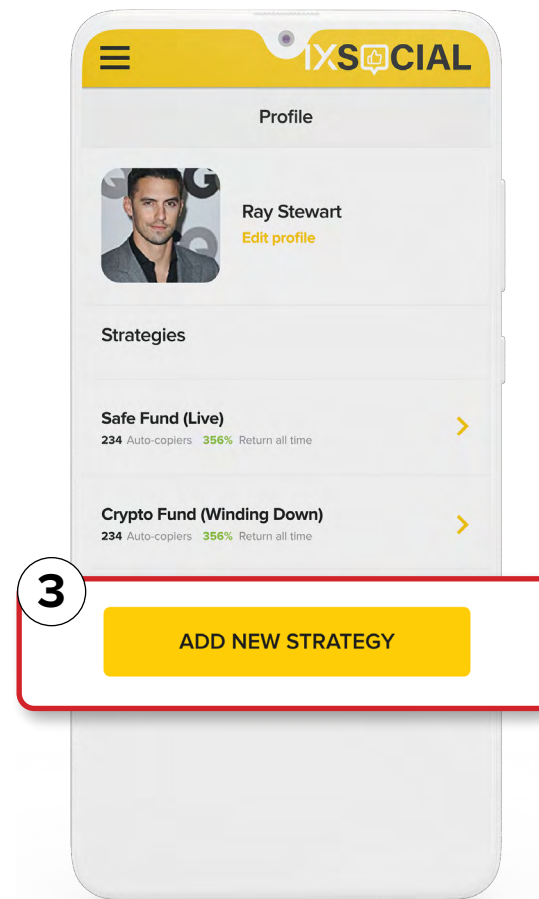 IXSOCIAL
Profile
Ray Stewart
Edit profile
Strategies
Safe Fund (Live)
234 Auto-copiers 356% Return all time
Crypto Fund (Winding Down)
234 Auto-copiers 356% Return all time
3
ADD NEW STRATEGY